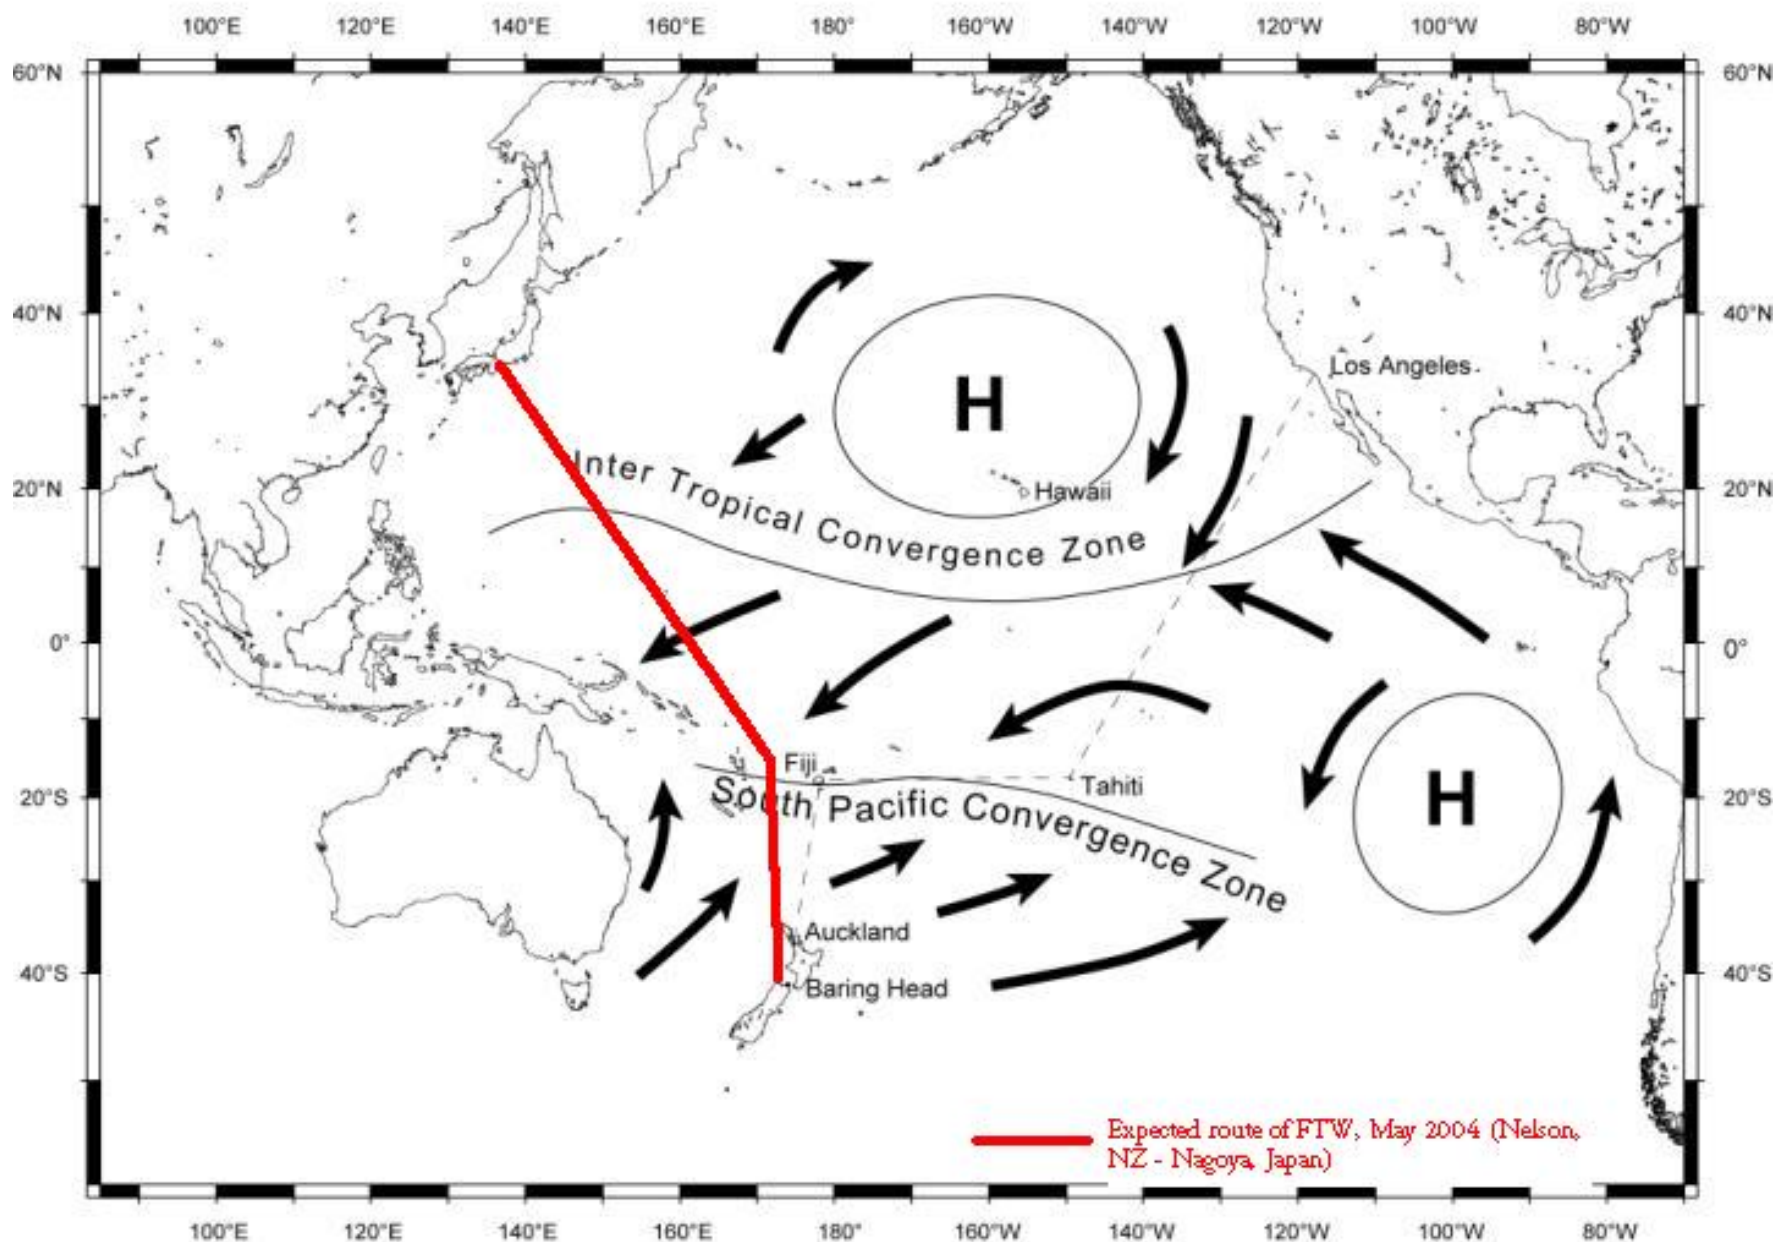 100°E 120°E 140°E 160°E 180° 160°W 140°W 120°W 100°W 80°W
60°N 60°N
40°N 40°N
Los Angeles
H
Inter Tropical Convergence Zone
Hawaii
20°N 20°N
0° 0°
Fiji
Tahiti
H
20°S 20°S
South Pacific Convergence Zone
Auckland
40°S 40°S
Baring Head
Expected route of FTW, May 2004 (Nelson,
NZ - Nagoya, Japan)
100°E 120°E 140°E 160°E 180° 160°W 140°W 120°W 100°W 80°W